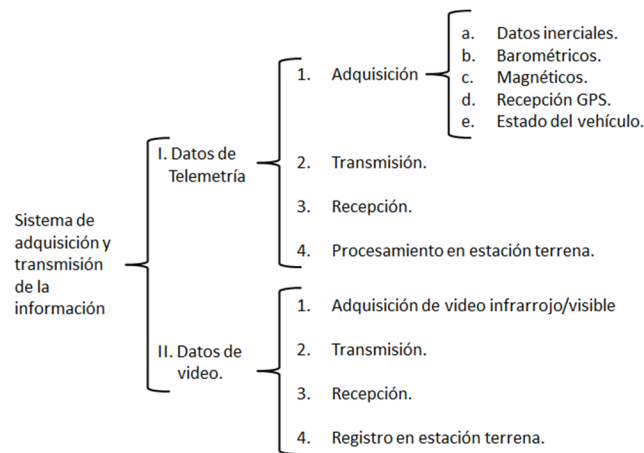 Sistema de
adquisición y
transmisión
de la
información
I. Datos de
Telemetría
1. Adquisición
a. Datos inerciales.
b. Barométricos.
c. Magnéticos.
d. Recepción GPS.
e. Estado del vehículo.
2. Transmisión.
3. Recepción.
4. Procesamiento en estación terrena.
II. Datos de
video.
1. Adquisición de video infrarrojo/visible
2. Transmisión.
3. Recepción.
4. Registro en estación terrena.